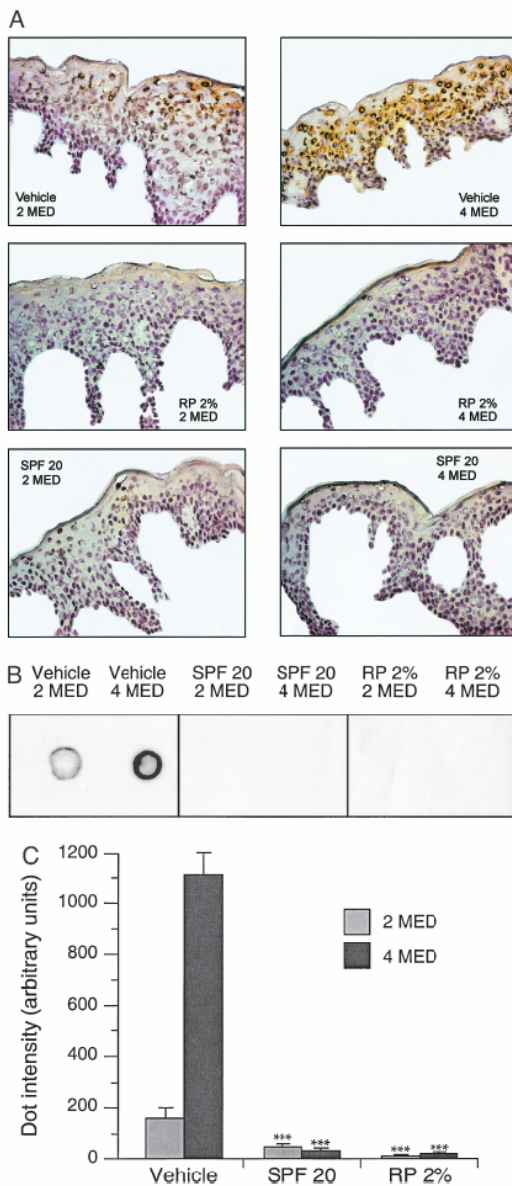 A
Vehicle
2 MED
Vehicle
4 MED
RP 2%
2 MED
RP 2%
4 MED
SPF 20
2 MED
SPF 20
4 MED
B
Vehicle Vehicle SPF 20 SPF 20 RP 2% RP 2%
2 MED 4 MED 2 MED 4 MED 2 MED 4 MED
C
Dot intensity (arbitrary units)
1200
1000
800
600
400
200
0
2 MED
4 MED
*** *** *** ***
Vehicle SPF 20 RP 2%